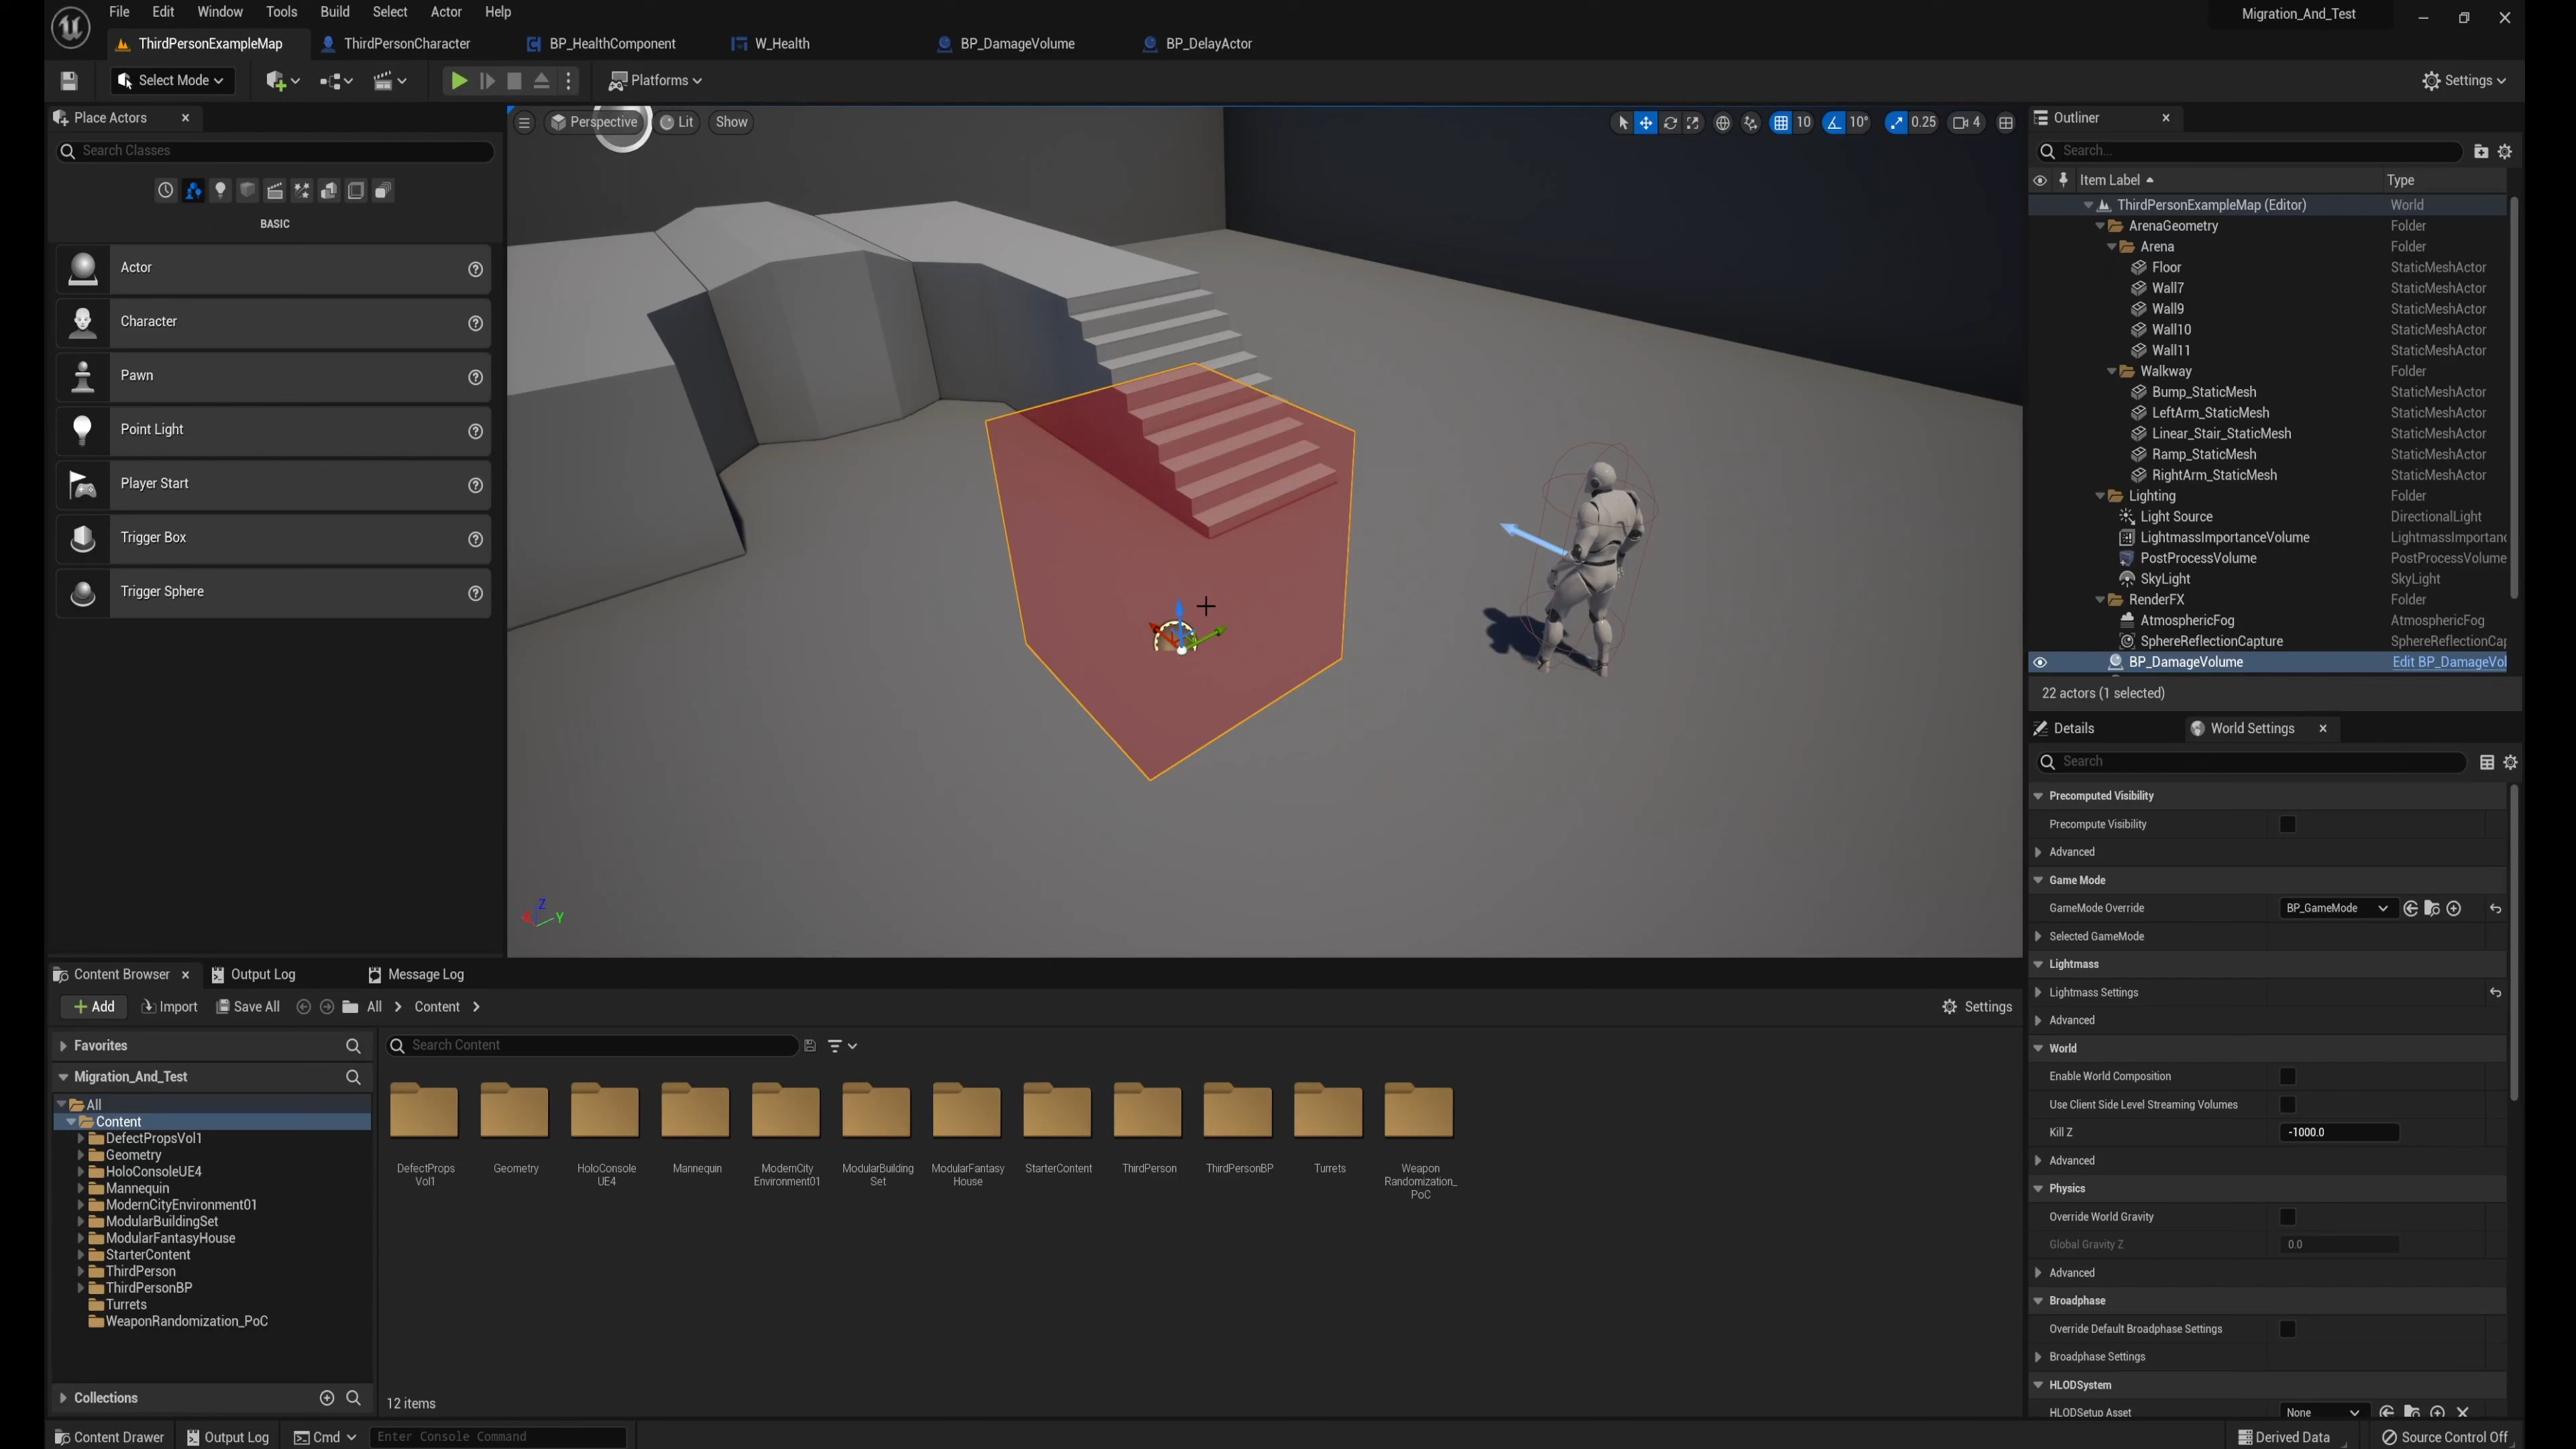 File Edit Window Tools Build Select Actor Help
Migration_And_Test
ThirdPersonExampleMap ThirdPersonCharacter BP_HealthComponent W_Health BP_DamageVolume BP_DelayActor
Select Mode Platforms Settings
Place Actors
Search Classes
BASIC
Actor
Character
Pawn
Point Light
Player Start
Trigger Box
Trigger Sphere
Perspective Lit Show
10 10° 0.25 4
Z
Y
Outliner
Search...
Item Label Type
ThirdPersonExampleMap (Editor) World
ArenaGeometry Folder
Arena Folder
Floor StaticMeshActor
Wall7 StaticMeshActor
Wall9 StaticMeshActor
Wall10 StaticMeshActor
Wall11 StaticMeshActor
Walkway Folder
Bump_StaticMesh StaticMeshActor
LeftArm_StaticMesh StaticMeshActor
Linear_Stair_StaticMesh StaticMeshActor
Ramp_StaticMesh StaticMeshActor
RightArm_StaticMesh StaticMeshActor
Lighting Folder
Light Source DirectionalLight
LightmassImportanceVolume LightmassImportanc
PostProcessVolume PostProcessVolume
SkyLight SkyLight
RenderFX Folder
AtmosphericFog AtmosphericFog
SphereReflectionCapture SphereReflectionCap
BP_DamageVolume Edit BP_DamageVol
22 actors (1 selected)
Details World Settings
Search
Precomputed Visibility
Precompute Visibility
Advanced
Game Mode
GameMode Override BP_GameMode
Selected GameMode
Lightmass
Lightmass Settings
Advanced
World
Enable World Composition
Use Client Side Level Streaming Volumes
Kill Z -1000.0
Advanced
Physics
Override World Gravity
Global Gravity Z 0.0
Advanced
Broadphase
Override Default Broadphase Settings
Broadphase Settings
HLODSystem
HLODSetup Asset None
Content Browser Output Log Message Log
Add Import Save All All Content Settings
Favorites
Migration_And_Test
All
Content
DefectPropsVol1
Geometry
HoloConsoleUE4
Mannequin
ModernCityEnvironment01
ModularBuildingSet
ModularFantasyHouse
StarterContent
ThirdPerson
ThirdPersonBP
Turrets
WeaponRandomization_PoC
Collections
Search Content
DefectProps Geometry HoloConsole Mannequin ModernCity ModularBuilding ModularFantasy StarterContent ThirdPerson ThirdPersonBP Turrets Weapon
Vol1 UE4 Environment01 Set House Randomization_
PoC
12 items
Content Drawer Output Log Cmd Enter Console Command Derived Data Source Control Off